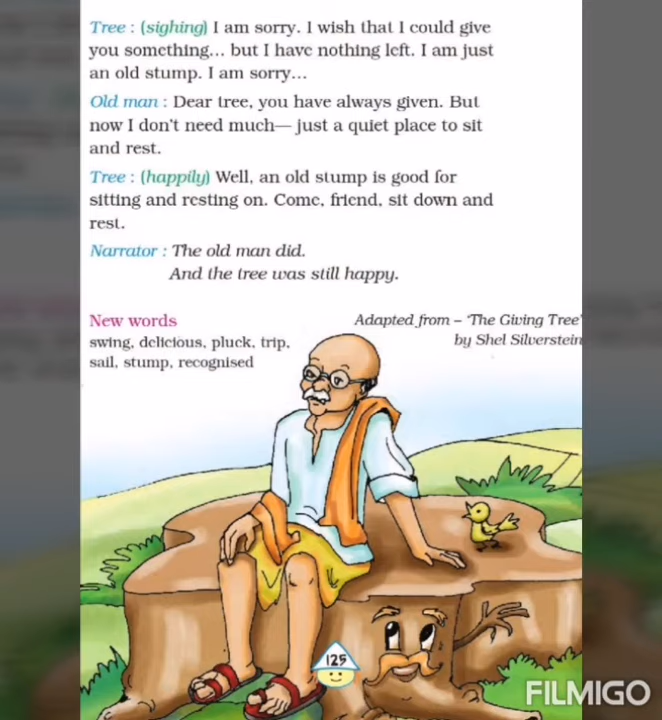 Tree : (sighing) I am sorry. I wish that I could give
you something... but I have nothing left. I am just
an old stump. I am sorry...
Old man : Dear tree, you have always given. But
now I don't need much— just a quiet place to sit
and rest.
Tree : (happily) Well, an old stump is good for
sitting and resting on. Come, friend, sit down and
rest.
Narrator : The old man did.
And the tree was still happy.
New words
swing, delicious, pluck, trip,
sail, stump, recognised
Adapted from – 'The Giving Tree'
by Shel Silverstein
125
FILMIGO